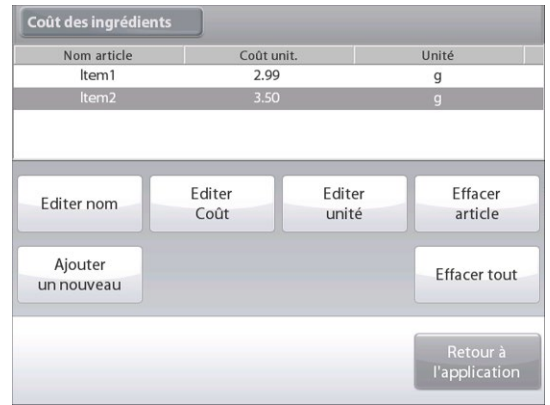 Coût des ingrédients
Nom article Coût unit. Unité
Item1 2.99 g
Item2 3.50 g
Editer nom
Editer
Coût
Editer
unité
Effacer
article
Ajouter
un nouveau
Effacer tout
Retour à
l'application